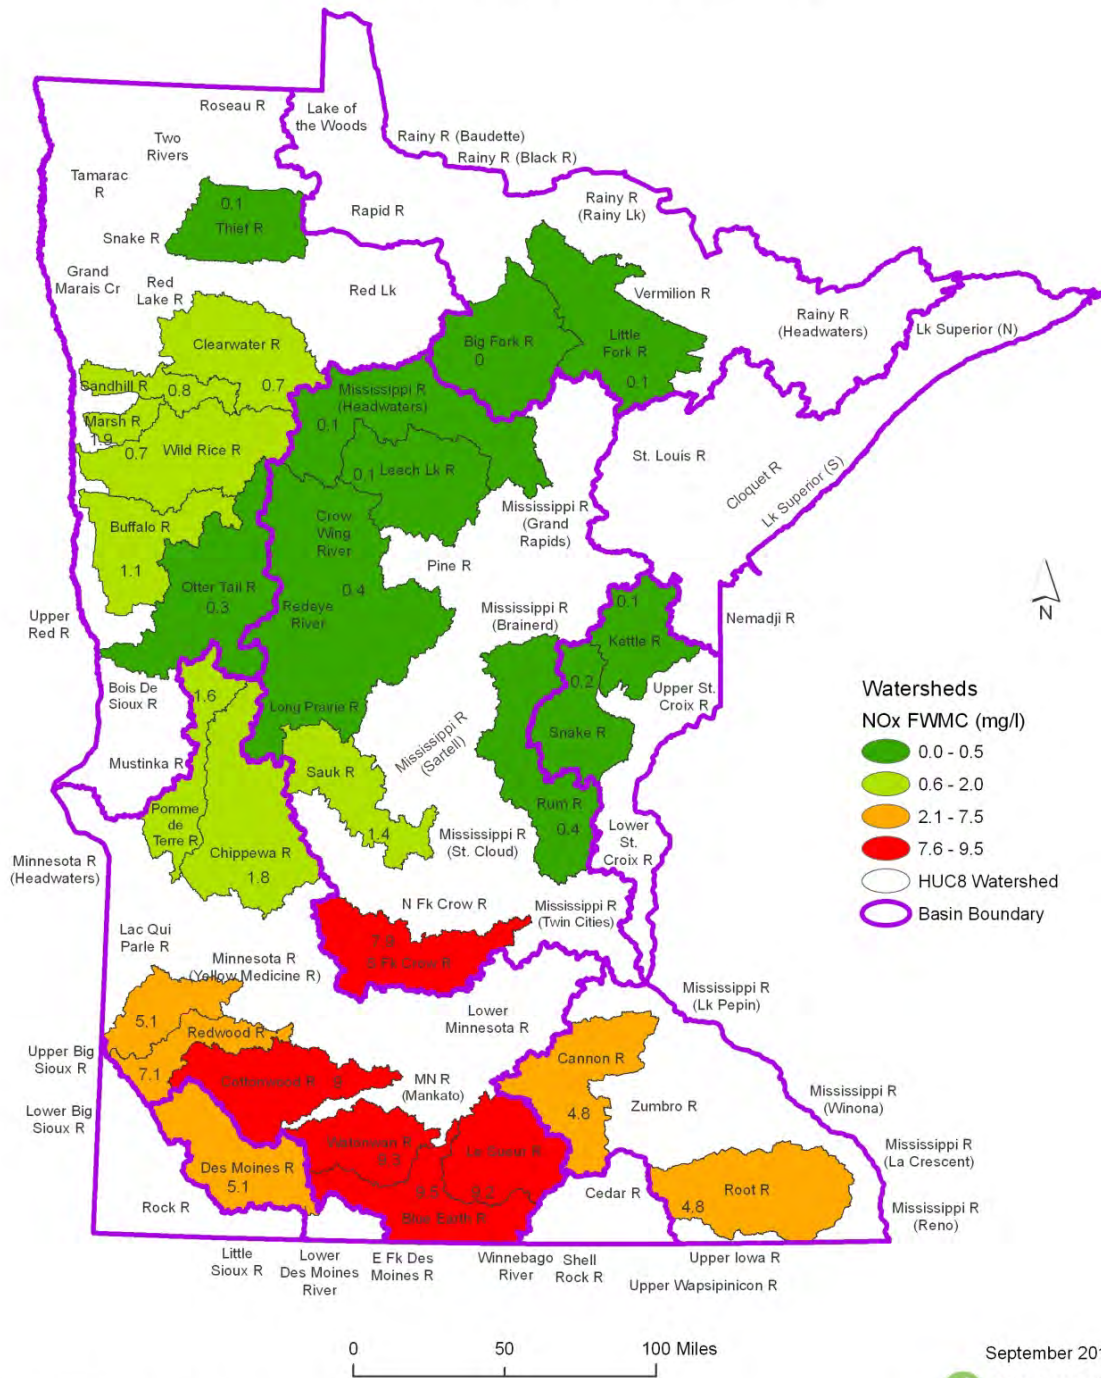 Roseau R
Lake of
the Woods
Two
Rivers
Rainy R (Baudette)
Rainy R (Black R)
Tamarac
R
0.1
Thief R
Rapid R
Rainy R
(Rainy Lk)
Snake R
Grand
Marais Cr
Red
Lake R
Red Lk
Vermilion R
Rainy R
(Headwaters)
Lk Superior (N)
Clearwater R
Big Fork R
0
Little
Fork R
0.1
Sandhill R
0.8
0.7
Mississippi R
(Headwaters)
0.1
Marsh R
1.9
0.7
Wild Rice R
0.1
Leech Lk R
St. Louis R
Cloquet R
Lk Superior (S)
Mississippi R
(Grand
Rapids)
Buffalo R
1.1
Crow
Wing
River
Pine R
Otter Tail R
0.3
0.4
Redeye
River
Mississippi R
(Brainerd)
0.1
Kettle R
Nemadji R
N
Upper
Red R
Bois De
Sioux R
1.6
Long Prairie R
Mississippi R
(Sartell)
0.2
Snake R
Upper St.
Croix R
Mustinka R
Sauk R
1.4
Rum R
0.4
Lower
St.
Croix R
Pomme
de
Terre R
Chippewa R
1.8
Mississippi R
(St. Cloud)
Minnesota R
(Headwaters)
Watersheds
NOx FWMC (mg/l)
0.0 - 0.5
0.6 - 2.0
2.1 - 7.5
7.6 - 9.5
HUC8 Watershed
Basin Boundary
N Fk Crow R
Mississippi R
(Twin Cities)
Lac Qui
Parle R
Minnesota R
(Yellow Medicine R)
7.9
S Fk Crow R
Mississippi R
(Lk Pepin)
Lower
Minnesota R
5.1
Redwood R
Upper Big
Sioux R
7.1
Cottonwood R
8
MN R
(Mankato)
Cannon R
4.8
Zumbro R
Mississippi R
(Winona)
Lower Big
Sioux R
Watonwan R
8.3
Le Sueur R
9.2
Mississippi R
(La Crescent)
Des Moines R
5.1
9.5
Blue Earth R
Rock R
Cedar R
Root R
4.8
Mississippi R
(Reno)
Little
Sioux R
Lower
Des Moines
River
E Fk Des
Moines R
Winnebago
River
Shell
Rock R
Upper Iowa R
Upper Wapsipinicon R
0 50 100 Miles
September 201